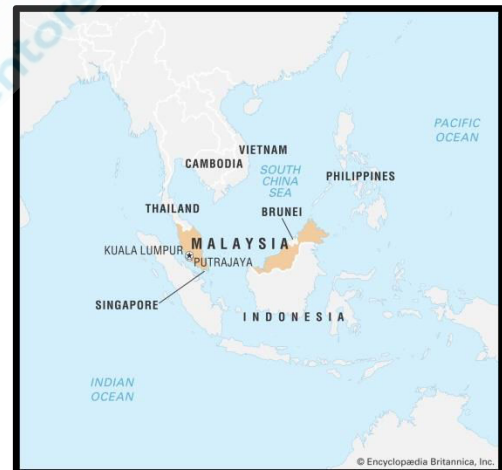 PACIFIC
OCEAN
VIETNAM
CAMBODIA
SOUTH
CHINA
SEA
PHILIPPINES
THAILAND
BRUNEI
KUALA LUMPUR
MALAYSIA
PUTRAJAYA
SINGAPORE
INDONESIA
INDIAN
OCEAN
© Encyclopædia Britannica, Inc.